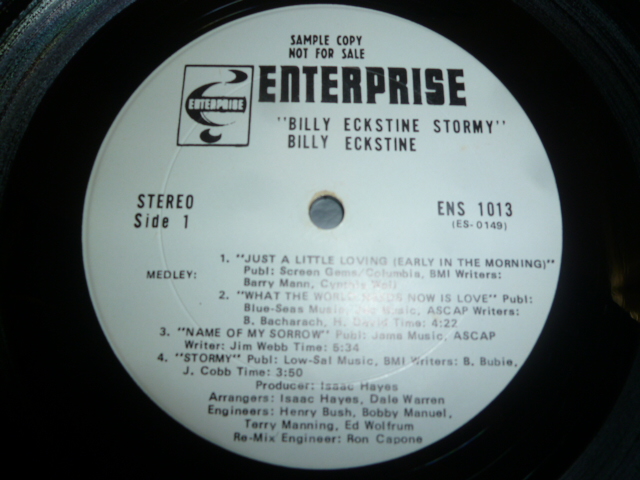 SAMPLE COPY
NOT FOR SALE
ENTERPRISE
ENTERPRISE
"BILLY ECKSTINE STORMY"
BILLY ECKSTINE
STEREO
Side 1
ENS 1013
(ES-0149)
MEDLEY:
1. "JUST A LITTLE LOVING (EARLY IN THE MORNING)"
Publ: Screen Gems/Columbia, BMI Writers:
Barry Mann, Cynthia Weil
2. "WHAT THE WORLD NEEDS NOW IS LOVE" Publ:
Blue-Seas Music, Jac Music, ASCAP Writers:
B. Bacharach, H. David Time: 4:22
3. "NAME OF MY SORROW" Publ: Jama Music, ASCAP
Writer: Jim Webb Time: 5:34
4. "STORMY" Publ: Low-Sal Music, BMI Writers: B. Bubie,
J. Cobb Time: 3:50
Producer: Isaac Hayes
Arrangers: Isaac Hayes, Dale Warren
Engineers: Henry Bush, Bobby Manuel,
Terry Manning, Ed Wolfrum
Re-Mix Engineer: Ron Capone